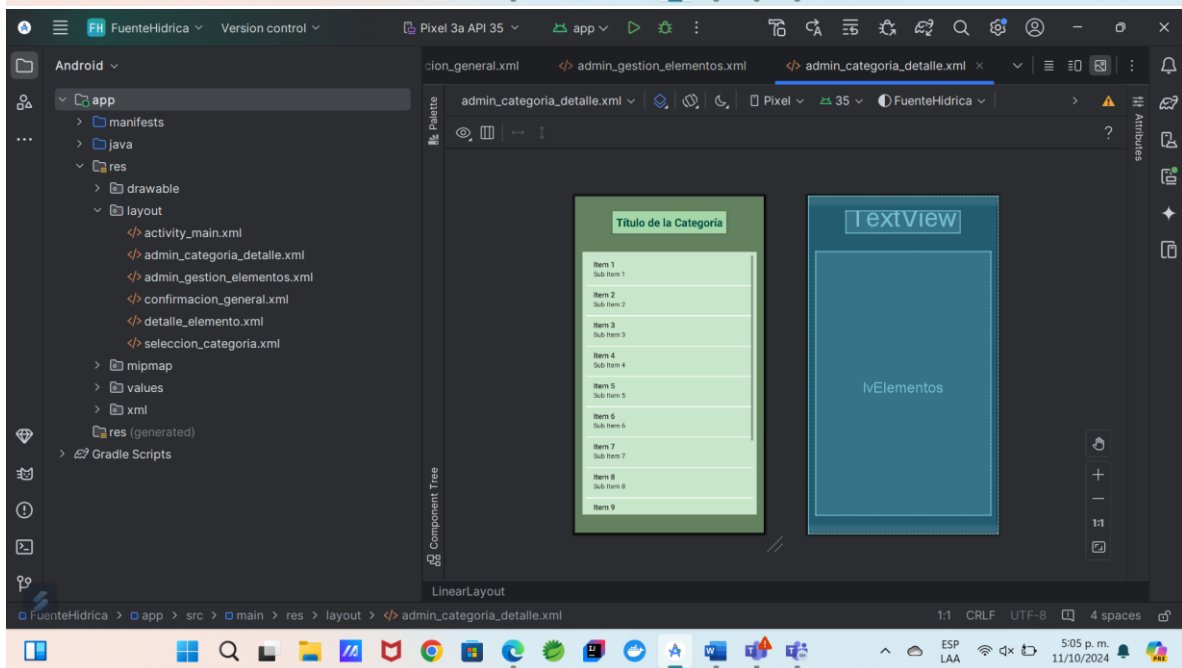 FH FuenteHidrica Version control Pixel 3a API 35 app
Android
cion_general.xml admin_gestion_elementos.xml admin_categoria_detalle.xml
app
manifests
java
res
drawable
layout
activity_main.xml
admin_categoria_detalle.xml
admin_gestion_elementos.xml
confirmacion_general.xml
detalle_elemento.xml
seleccion_categoria.xml
mipmap
values
xml
res (generated)
Gradle Scripts
Palette
admin_categoria_detalle.xml Pixel 35 FuenteHidrica
?
Attributes
Título de la Categoría
Item 1
Sub Item 1
Item 2
Sub Item 2
Item 3
Sub Item 3
Item 4
Sub Item 4
Item 5
Sub Item 5
Item 6
Sub Item 6
Item 7
Sub Item 7
Item 8
Sub Item 8
Item 9
TextView
lvElementos
1:1
Component Tree
LinearLayout
FuenteHidrica > app > src > main > res > layout > admin_categoria_detalle.xml 1:1 CRLF UTF-8 4 spaces
ESP
LAA
5:05 p. m.
11/10/2024
PRE